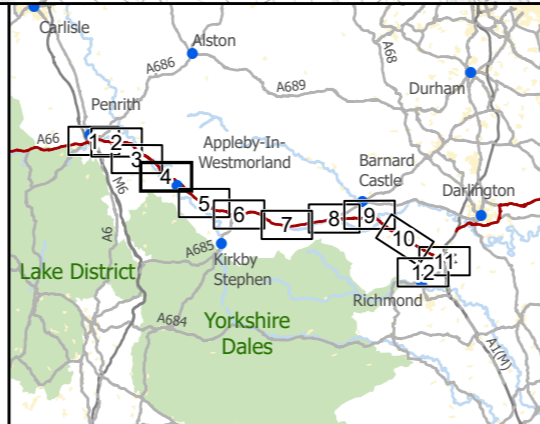 Carlisle
Alston
A686
A68
A689
Durham
Penrith
A66
1
2
3
4
5
6
7
8
9
10
11
12
Appleby-In-
Westmorland
Barnard
Castle
Darlington
M6
A6
A685
Kirkby
Stephen
Lake District
Richmond
A684
Yorkshire
Dales
A1(M)